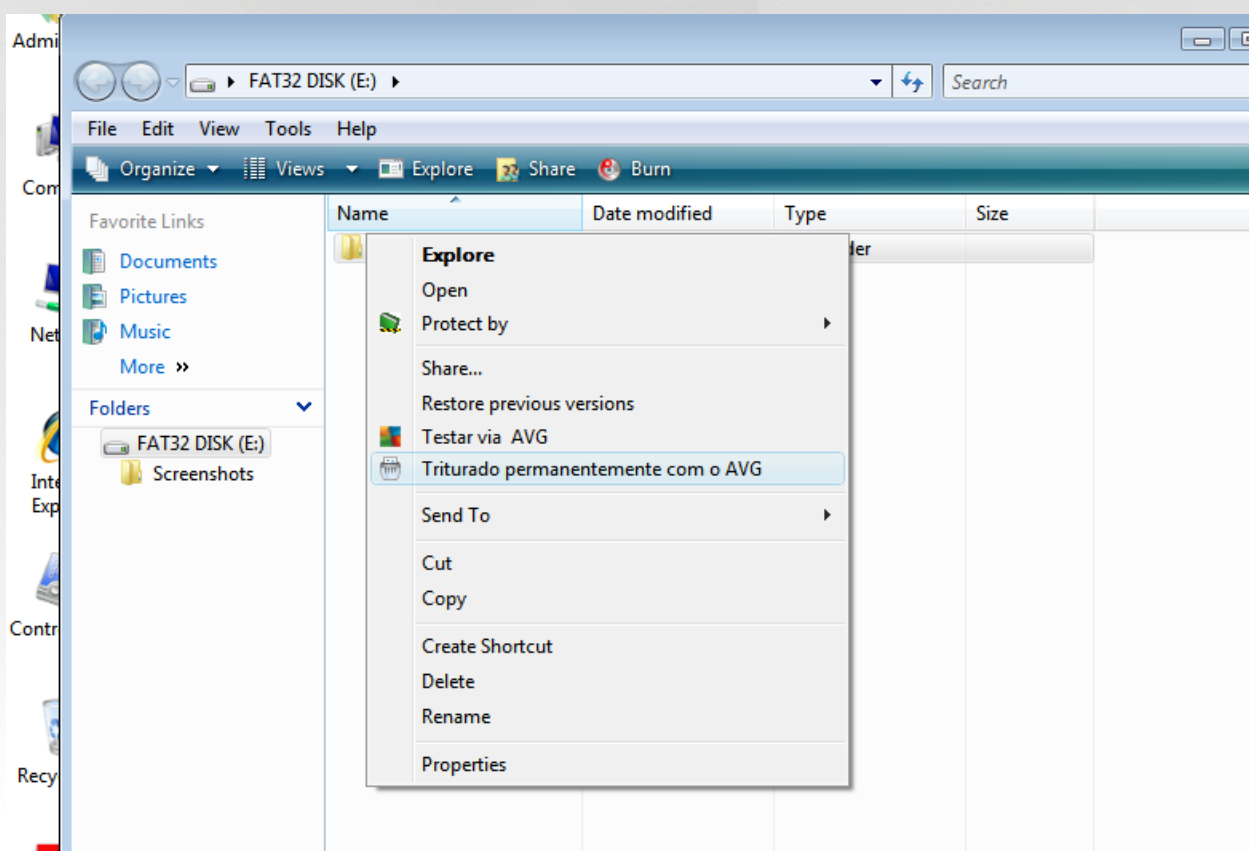 Admi
FAT32 DISK (E:)
Search
File Edit View Tools Help
Organize Views Explore Share Burn
Com
Favorite Links
Name Date modified Type Size
der
Documents
Pictures
Music
More »
Net
Folders
FAT32 DISK (E:)
Screenshots
Inte
Exp
Contr
Recy
Explore
Open
Protect by
Share...
Restore previous versions
Testar via AVG
Triturado permanentemente com o AVG
Send To
Cut
Copy
Create Shortcut
Delete
Rename
Properties